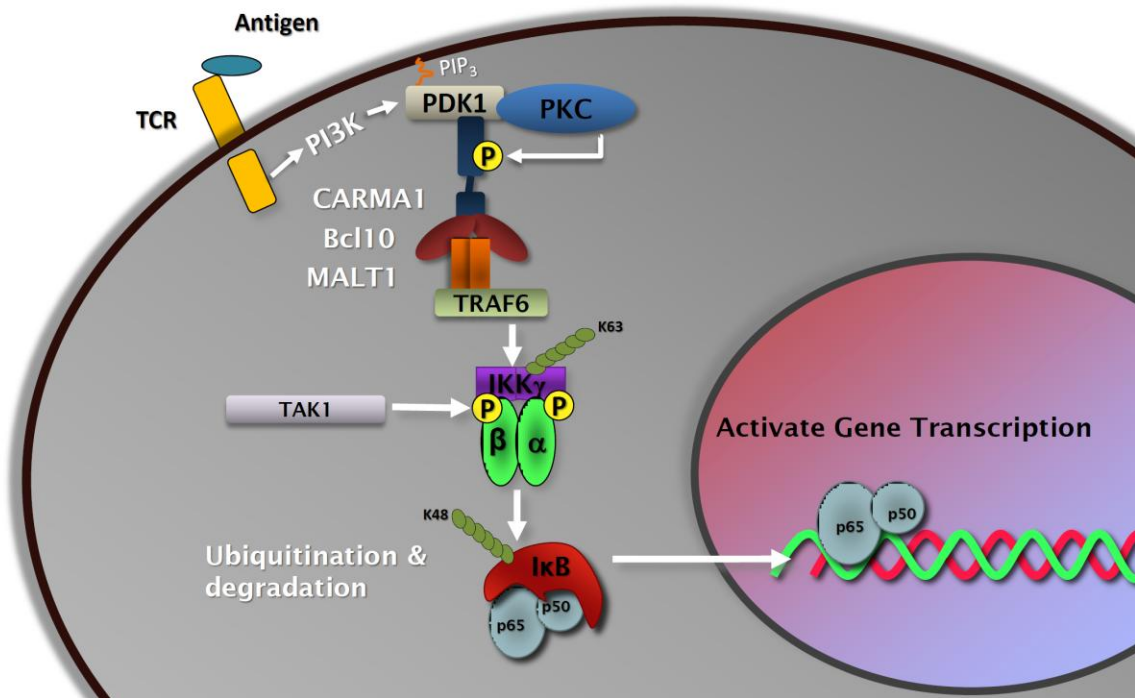 Antigen
TCR
PI3K
PIP3
PDK1
PKC
P
CARMA1
Bcl10
MALT1
TRAF6
K63
IKKγ
P
P
TAK1
β
α
K48
Ubiquitination &
degradation
IκB
p65
p50
Activate Gene Transcription
p65
p50